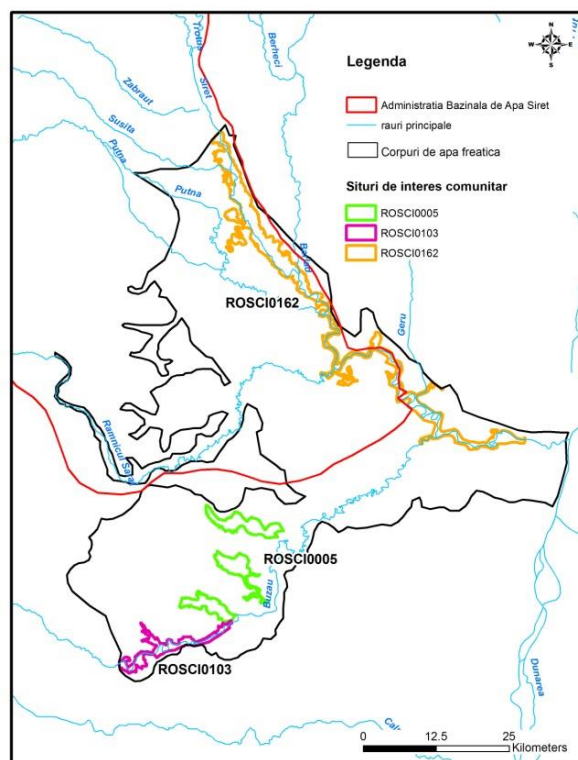 Legenda
Administratia Bazinala de Apa Siret
rauri principale
Corpuri de apa freatica
Situri de interes comunitar
ROSCI0005
ROSCI0103
ROSCI0162
N
W E
S
Siret
Berheci
Zabraut
Susita
Putna
Putna
ROSCI0162
Geru
Ramnicul Sarat
ROSCI0005
Buzau
ROSCI0103
Dunarea
0 12.5 25
Kilometers